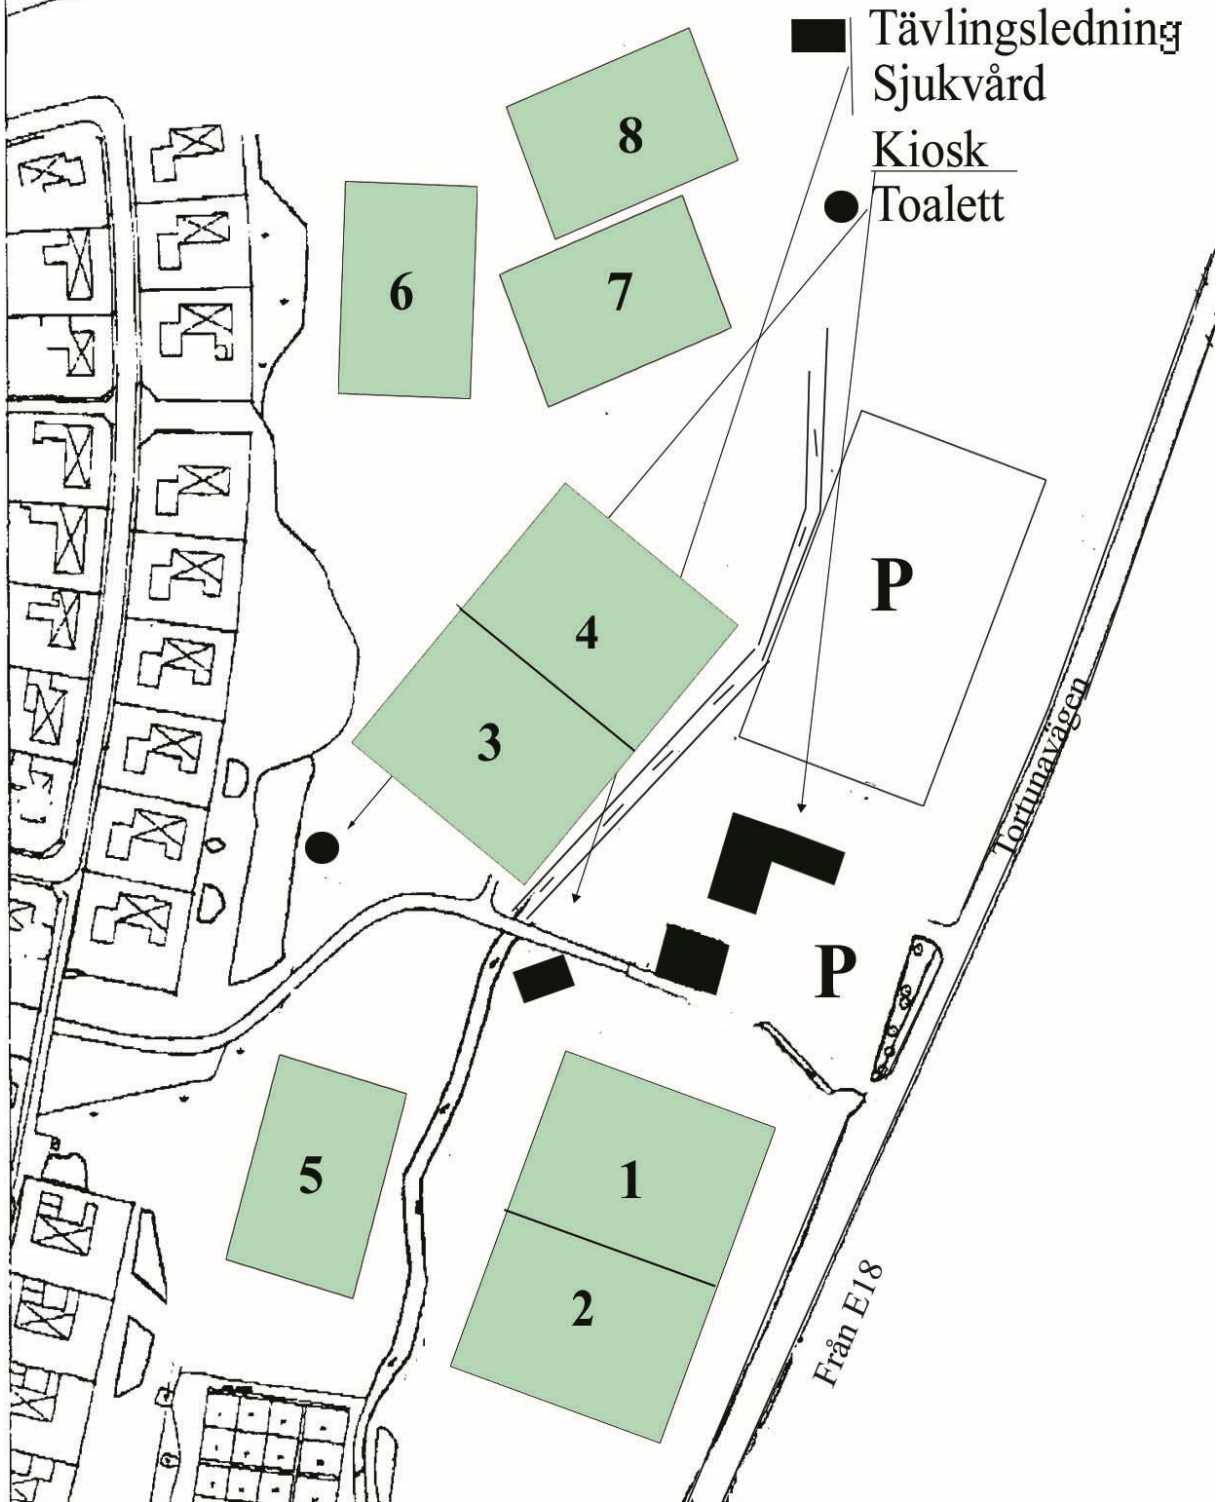 Tävlingsledning
Sjukvård
Kiosk
Toalett
8
6
7
P
4
3
Tortunavägen
P
5
1
2
Från E18